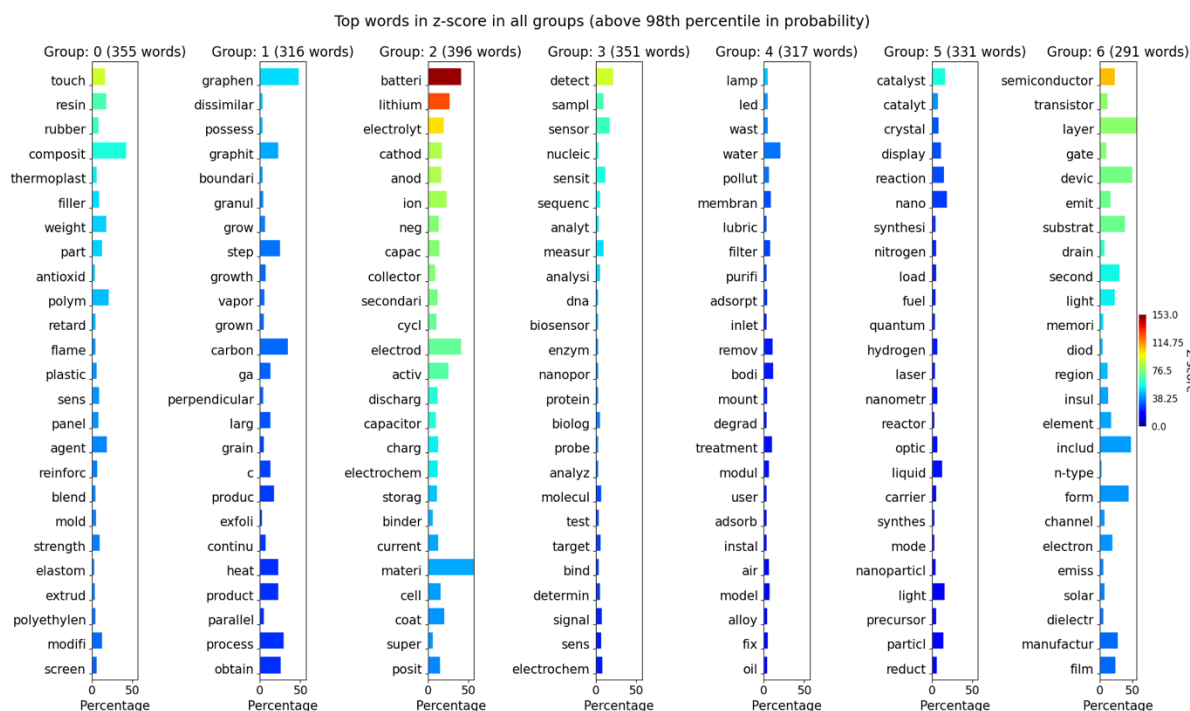 Top words in z-score in all groups (above 98th percentile in probability)
Group: 0 (355 words) Group: 1 (316 words) Group: 2 (396 words) Group: 3 (351 words) Group: 4 (317 words) Group: 5 (331 words) Group: 6 (291 words)
touch graphen batteri detect lamp catalyst semiconductor
resin dissimilar lithium sampl led catalyt transistor
rubber possess electrolyt sensor wast crystal layer
composit graphit cathod nucleic water display gate
thermoplast boundari anod sensit pollut reaction devic
filler granul ion sequenc membran nano emit
weight grow neg analyt lubric synthesi substrat
part step capac measur filter nitrogen drain
antioxid growth collector analysi purifi load second
polym vapor secondari dna adsorpt fuel light
retard grown cycl biosensor inlet quantum memori
flame carbon electrod enzym remov hydrogen diod
plastic ga activ nanopor bodi laser region
sens perpendicular discharg protein mount nanometr insul
panel larg capacitor biolog degrad reactor element
agent grain charg probe treatment optic includ
reinforc c electrochem analyz modul liquid n-type
blend produc storag molecul user carrier form
mold exfoli binder test adsorb synthes channel
strength continu current target instal mode electron
elastom heat materi bind air nanoparticl emiss
extrud product cell determin model light solar
polyethylen parallel coat signal alloy precursor dielectr
modifi process super sens fix particl manufactur
screen obtain posit electrochem oil reduct film
0 50 0 50 0 50 0 50 0 50 0 50 0 50
Percentage Percentage Percentage Percentage Percentage Percentage Percentage
153.0
114.75
76.5
38.25
0.0